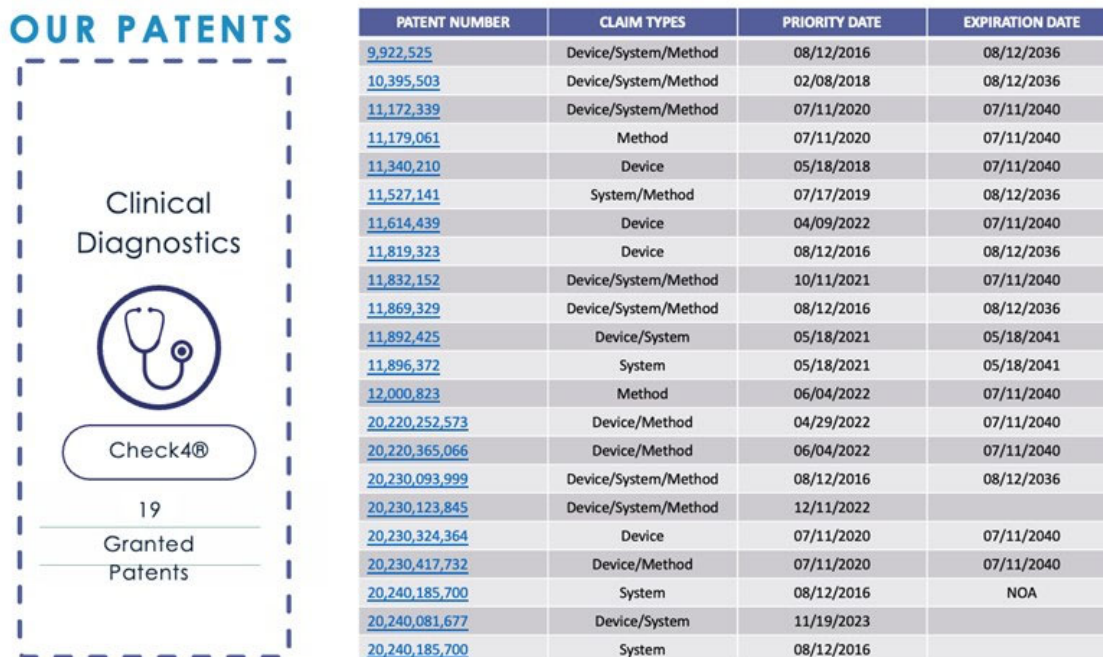 OUR PATENTS
Clinical
Diagnostics
Check4®
19
Granted
Patents
PATENT NUMBER CLAIM TYPES PRIORITY DATE EXPIRATION DATE
9,922,525 Device/System/Method 08/12/2016 08/12/2036
10,395,503 Device/System/Method 02/08/2018 08/12/2036
11,172,339 Device/System/Method 07/11/2020 07/11/2040
11,179,061 Method 07/11/2020 07/11/2040
11,340,210 Device 05/18/2018 07/11/2040
11,527,141 System/Method 07/17/2019 08/12/2036
11,614,439 Device 04/09/2022 07/11/2040
11,819,323 Device 08/12/2016 08/12/2036
11,832,152 Device/System/Method 10/11/2021 07/11/2040
11,869,329 Device/System/Method 08/12/2016 08/12/2036
11,892,425 Device/System 05/18/2021 05/18/2041
11,896,372 System 05/18/2021 05/18/2041
12,000,823 Method 06/04/2022 07/11/2040
20,220,252,573 Device/Method 04/29/2022 07/11/2040
20,220,365,066 Device/Method 06/04/2022 07/11/2040
20,230,093,999 Device/System/Method 08/12/2016 08/12/2036
20,230,123,845 Device/System/Method 12/11/2022
20,230,324,364 Device 07/11/2020 07/11/2040
20,230,417,732 Device/Method 07/11/2020 07/11/2040
20,240,185,700 System 08/12/2016 NOA
20,240,081,677 Device/System 11/19/2023
20,240,185,700 System 08/12/2016